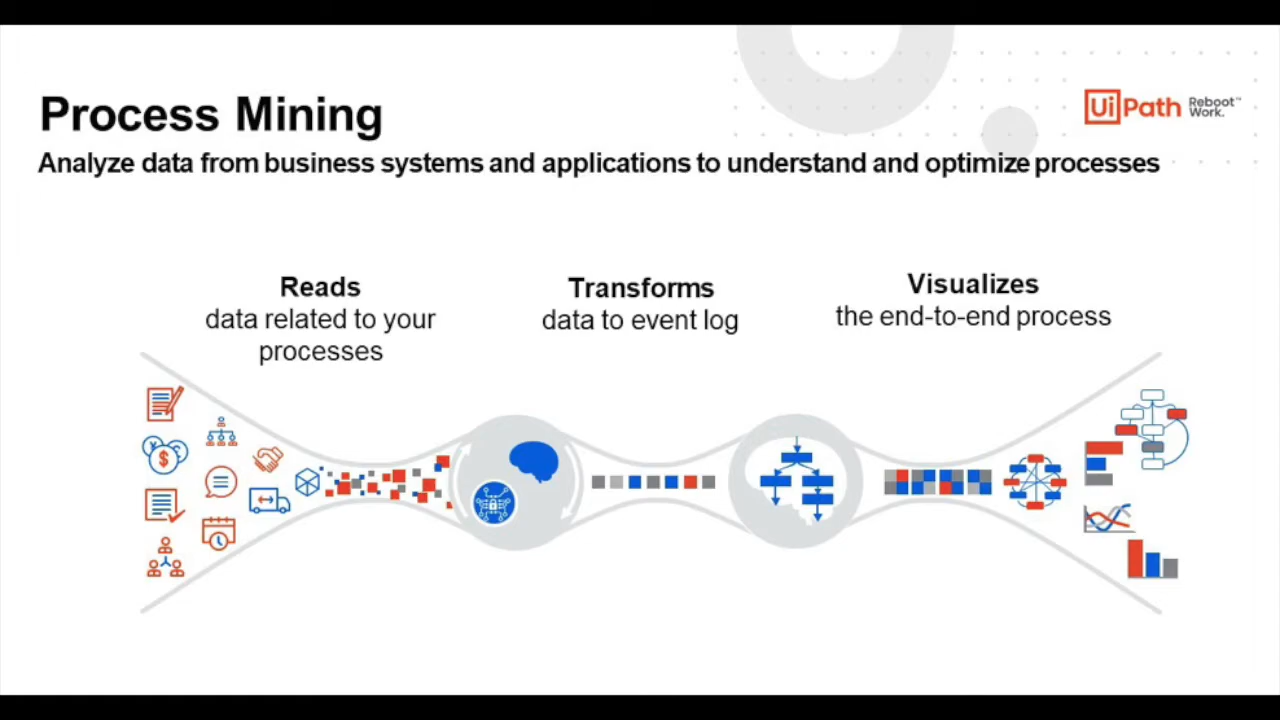 Process Mining
UiPath Reboot™
Work.
Analyze data from business systems and applications to understand and optimize processes
Reads
data related to your
processes
Transforms
data to event log
Visualizes
the end-to-end process